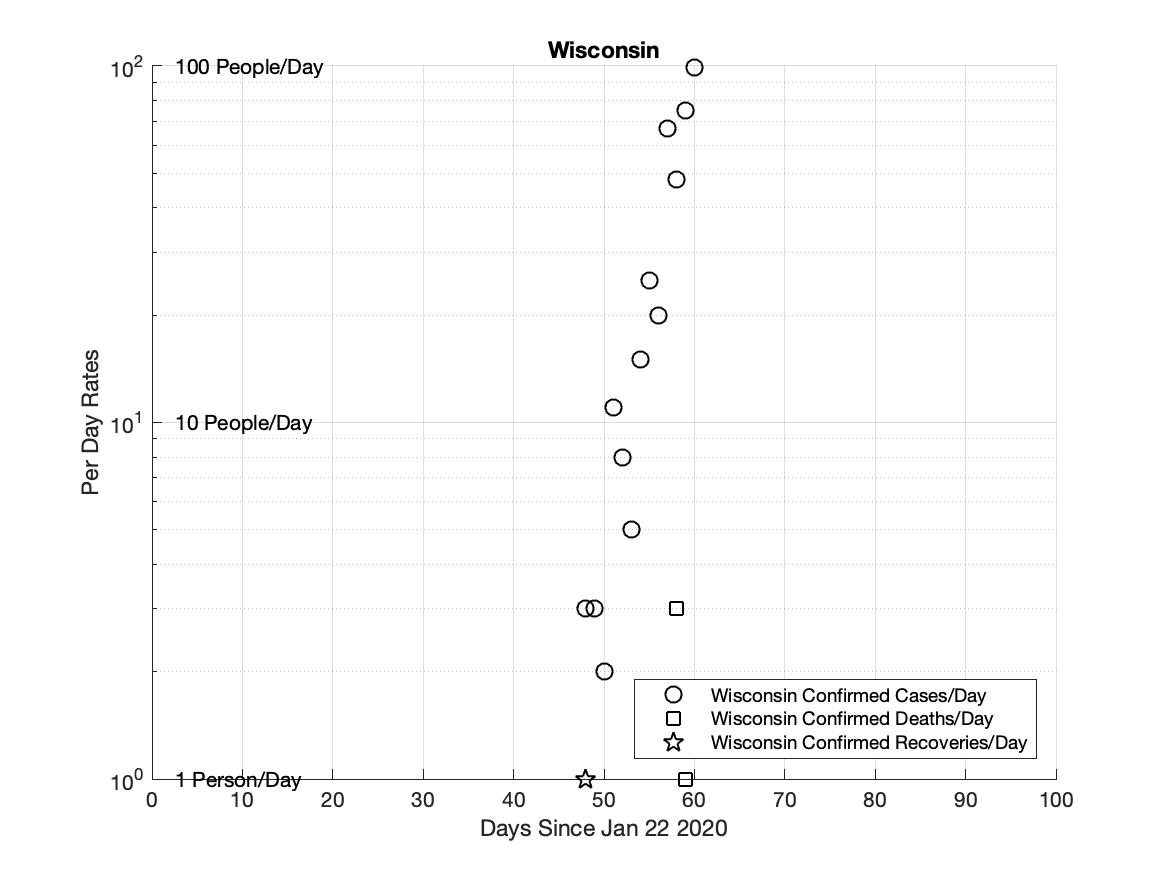 Wisconsin
10²
100 People/Day
Per Day Rates
10¹
10 People/Day
Wisconsin Confirmed Cases/Day
Wisconsin Confirmed Deaths/Day
Wisconsin Confirmed Recoveries/Day
10⁰
1 Person/Day
0 10 20 30 40 50 60 70 80 90 100
Days Since Jan 22 2020